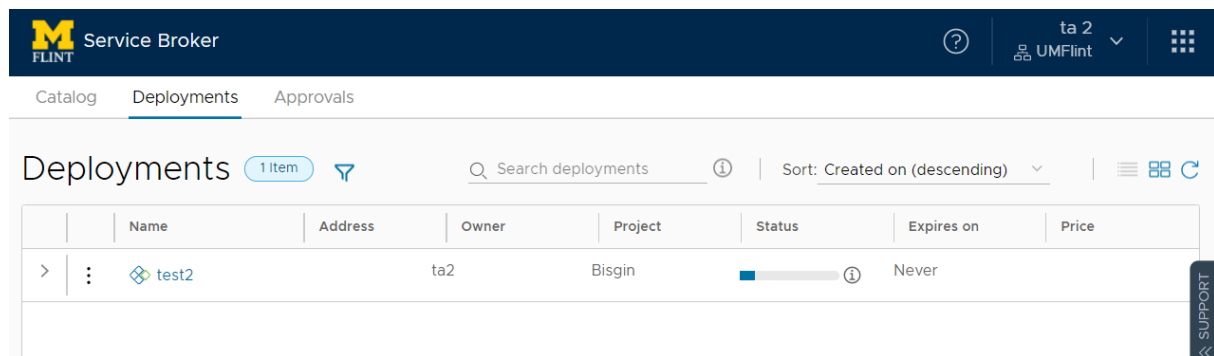 M
FLINT
Service Broker
ta 2
UMFlint
Catalog Deployments Approvals
Deployments 1 Item Search deployments Sort: Created on (descending)
Name Address Owner Project Status Expires on Price
test2 ta2 Bisgin Never
SUPPORT